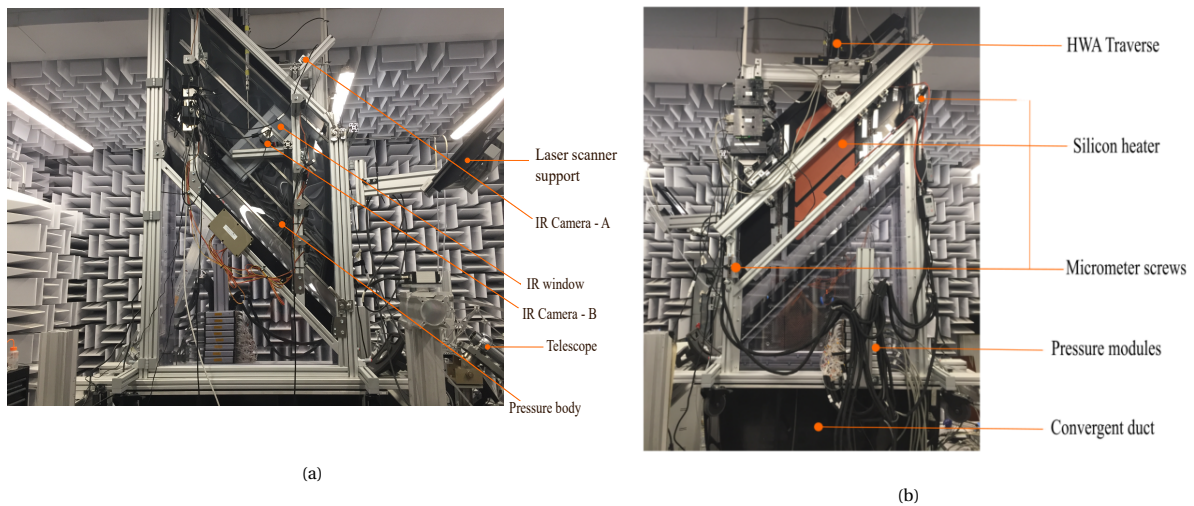 Laser scanner
support
IR Camera - A
IR window
IR Camera - B
Telescope
Pressure body
(a)
HWA Traverse
Silicon heater
Micrometer screws
Pressure modules
Convergent duct
(b)